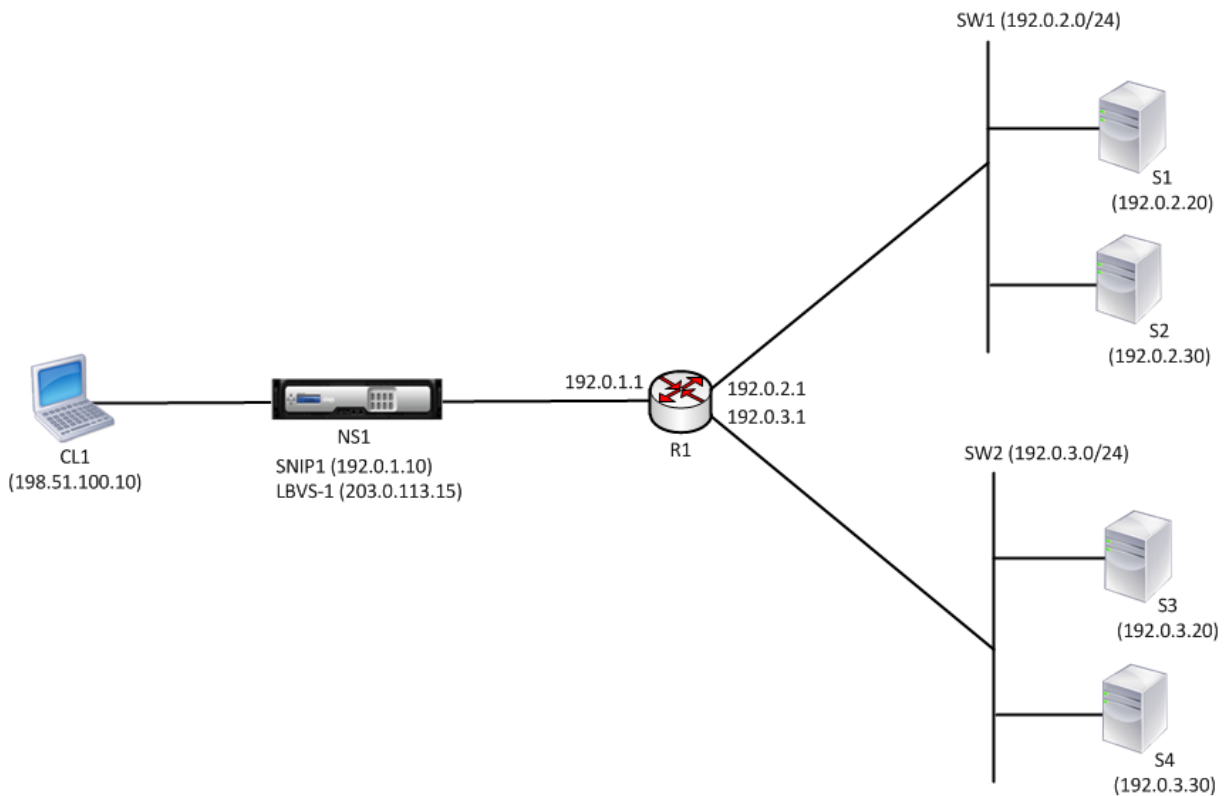 SW1 (192.0.2.0/24)
S1
(192.0.2.20)
S2
(192.0.2.30)
192.0.1.1
192.0.2.1
192.0.3.1
R1
NS1
SNIP1 (192.0.1.10)
LBVS-1 (203.0.113.15)
CL1
(198.51.100.10)
SW2 (192.0.3.0/24)
S3
(192.0.3.20)
S4
(192.0.3.30)